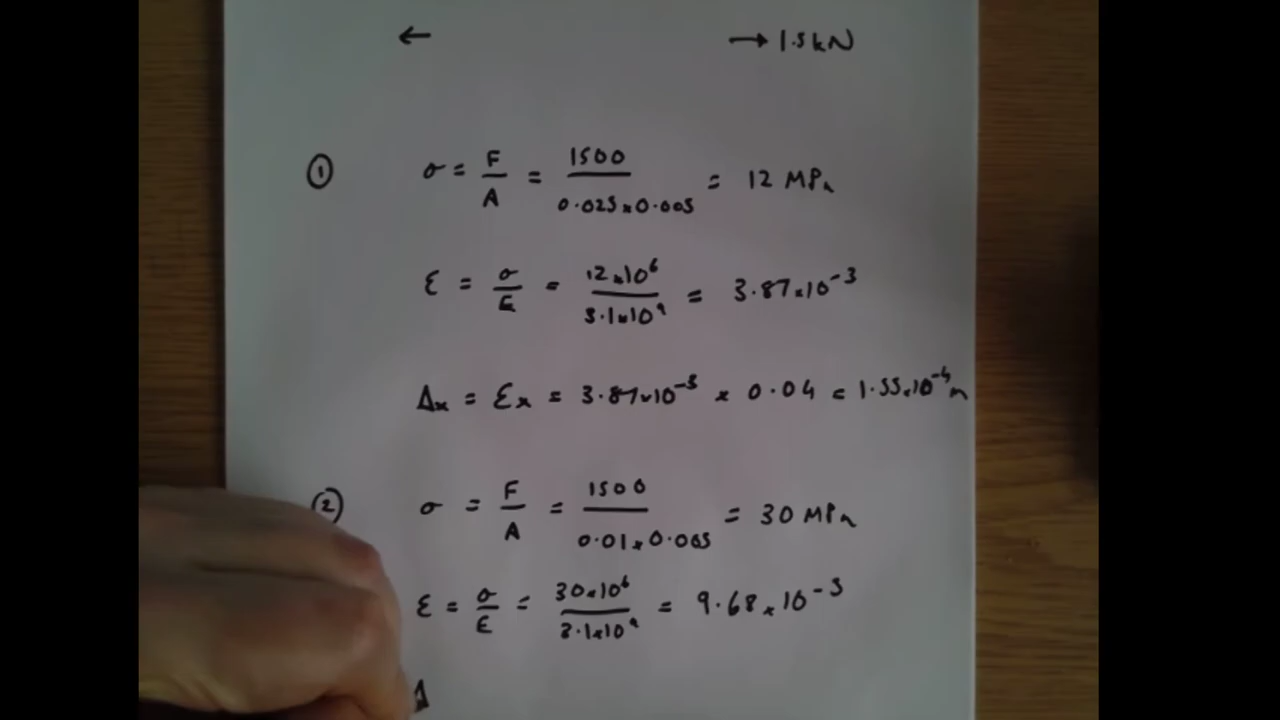 ← → 1.5kN
① σ = F/A = 1500/0.025×0.005 = 12 MPa
ε = σ/E = 12×10⁶/3.1×10⁹ = 3.87×10⁻³
Δx = εx = 3.87×10⁻³ × 0.04 = 1.55×10⁻⁴m
② σ = F/A = 1500/0.01×0.005 = 30 MPa
ε = σ/E = 30×10⁶/3.1×10⁹ = 9.68×10⁻³
Δ